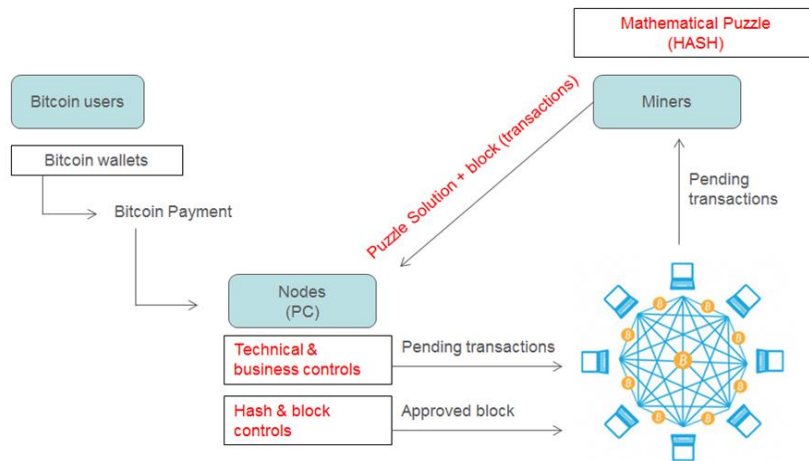 Mathematical Puzzle
(HASH)
Bitcoin users
Miners
Bitcoin wallets
Puzzle Solution + block (transactions)
Pending
transactions
Bitcoin Payment
Nodes
(PC)
Technical &
business controls
Pending transactions
Hash & block
controls
Approved block